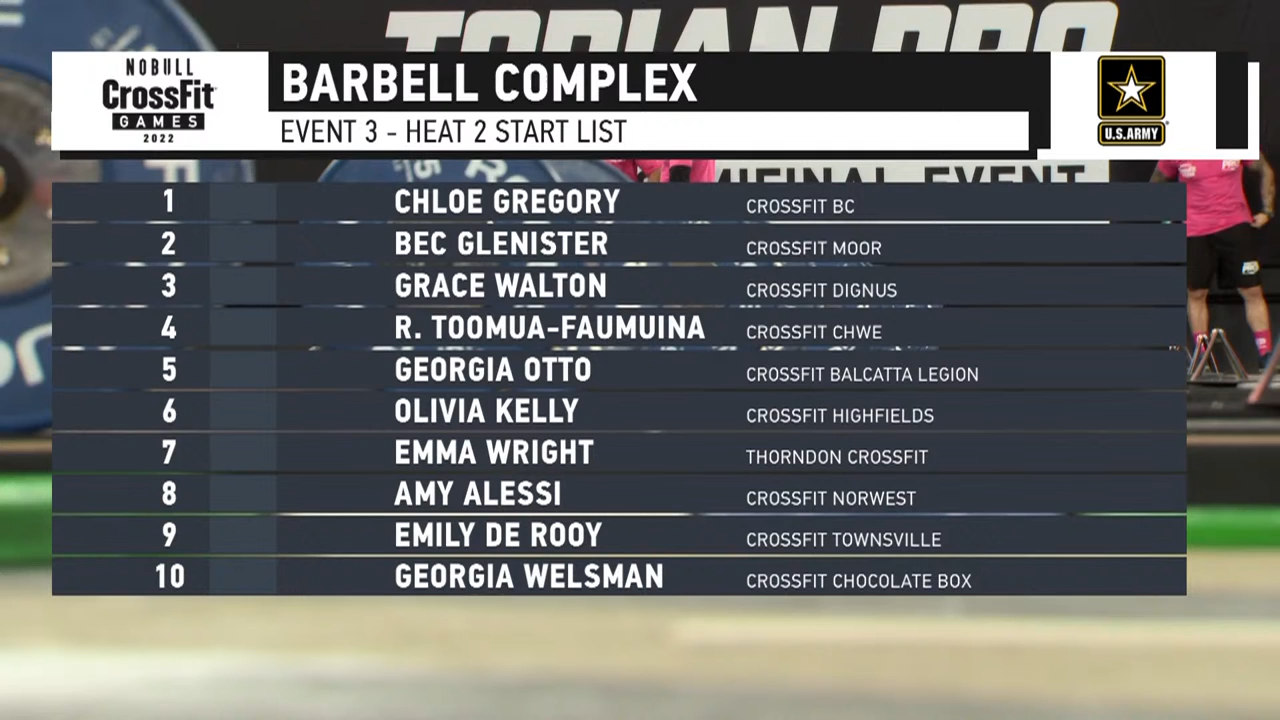 TORIAN PRO
NOBULL
CrossFit
GAMES
2022
BARBELL COMPLEX
EVENT 3 - HEAT 2 START LIST
U.S.ARMY
EVENT
1 CHLOE GREGORY CROSSFIT BC
2 BEC GLENISTER CROSSFIT MOOR
3 GRACE WALTON CROSSFIT DIGNUS
4 R. TOOMUA-FAUMUINA CROSSFIT CHWE
5 GEORGIA OTTO CROSSFIT BALCATTA LEGION
6 OLIVIA KELLY CROSSFIT HIGHFIELDS
7 EMMA WRIGHT THORNDON CROSSFIT
8 AMY ALESSI CROSSFIT NORWEST
9 EMILY DE ROOY CROSSFIT TOWNSVILLE
10 GEORGIA WELSMAN CROSSFIT CHOCOLATE BOX